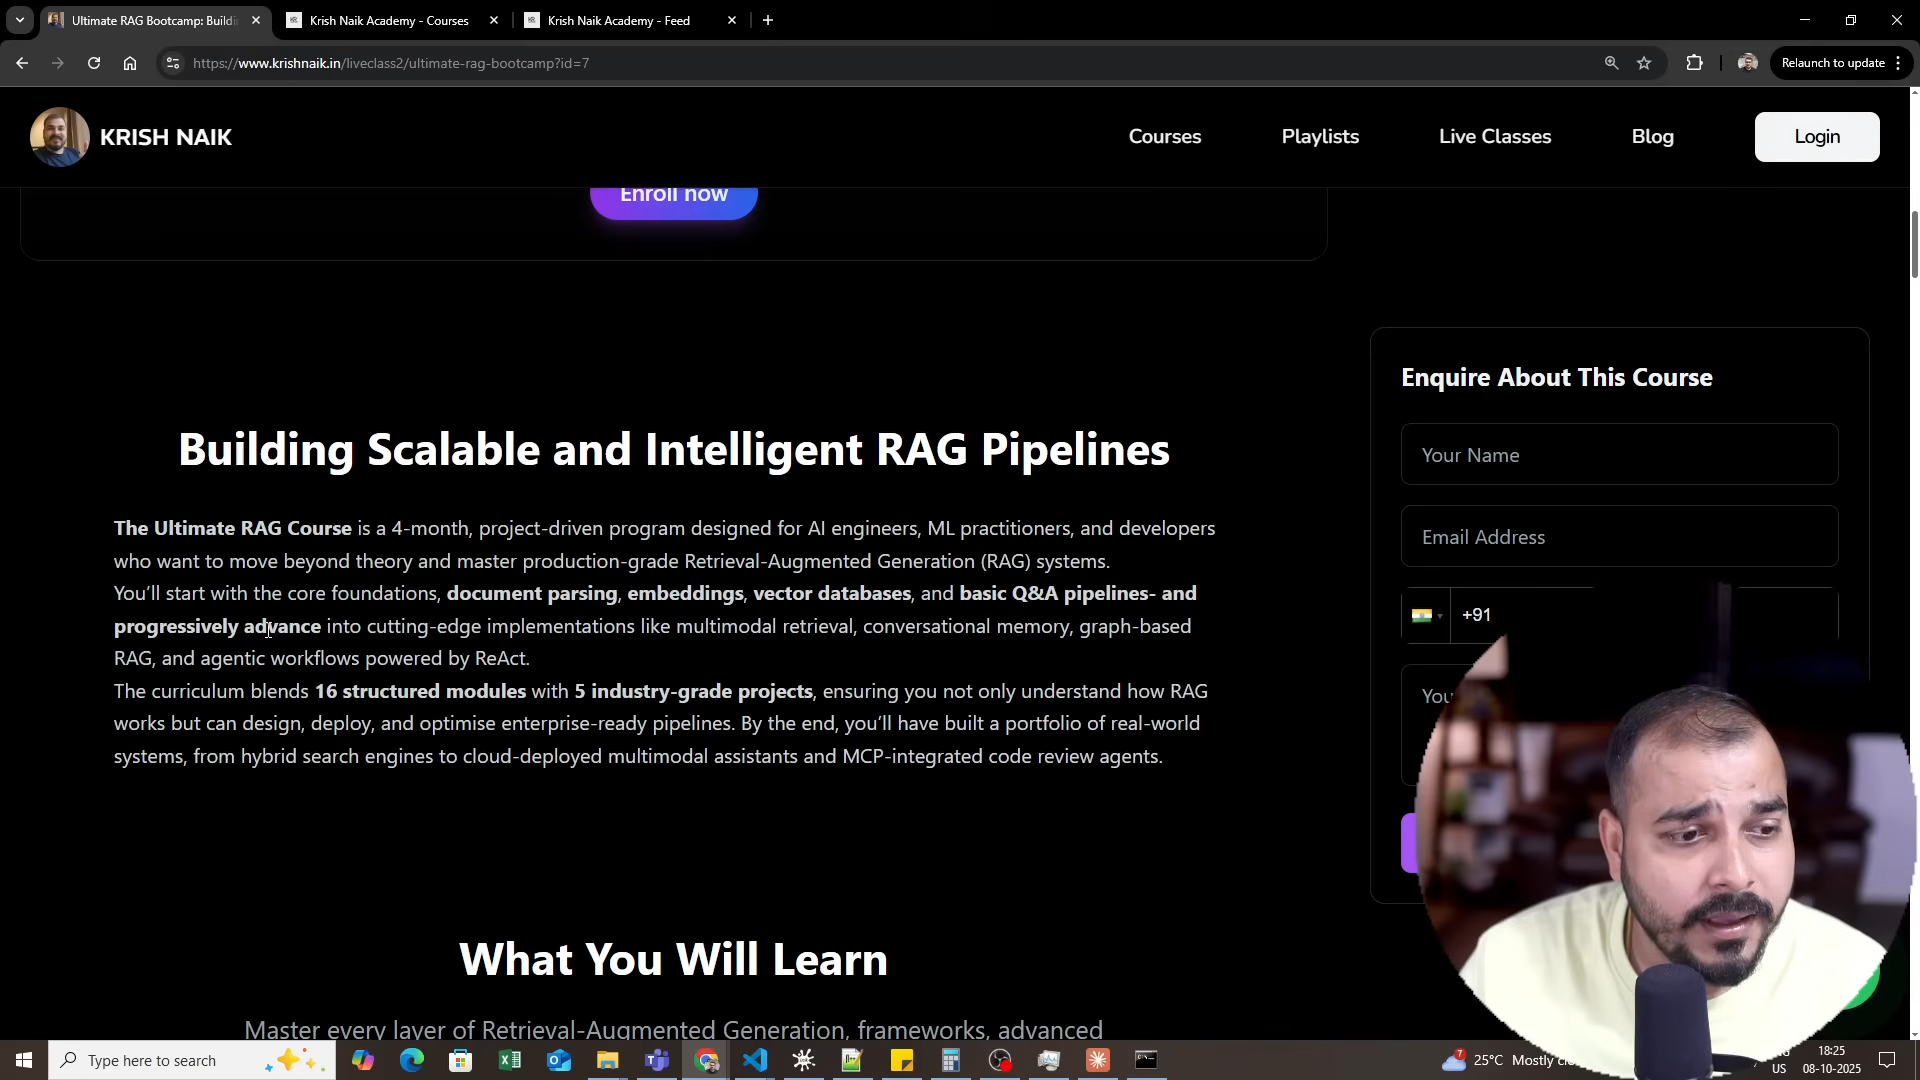 Ultimate RAG Bootcamp: Buildi
Krish Naik Academy - Courses
Krish Naik Academy - Feed
https://www.krishnaik.in/liveclass2/ultimate-rag-bootcamp?id=7
Relaunch to update
KRISH NAIK
Courses
Playlists
Live Classes
Blog
Login
Enroll now
Building Scalable and Intelligent RAG Pipelines
The Ultimate RAG Course is a 4-month, project-driven program designed for AI engineers, ML practitioners, and developers
who want to move beyond theory and master production-grade Retrieval-Augmented Generation (RAG) systems.
You’ll start with the core foundations, document parsing, embeddings, vector databases, and basic Q&A pipelines- and
progressively advance into cutting-edge implementations like multimodal retrieval, conversational memory, graph-based
RAG, and agentic workflows powered by ReAct.
The curriculum blends 16 structured modules with 5 industry-grade projects, ensuring you not only understand how RAG
works but can design, deploy, and optimise enterprise-ready pipelines. By the end, you’ll have built a portfolio of real-world
systems, from hybrid search engines to cloud-deployed multimodal assistants and MCP-integrated code review agents.
What You Will Learn
Master every layer of Retrieval-Augmented Generation, frameworks, advanced
Enquire About This Course
Your Name
Email Address
+91
You
Type here to search
7
25°C Mostly
US
18:25
08-10-2025